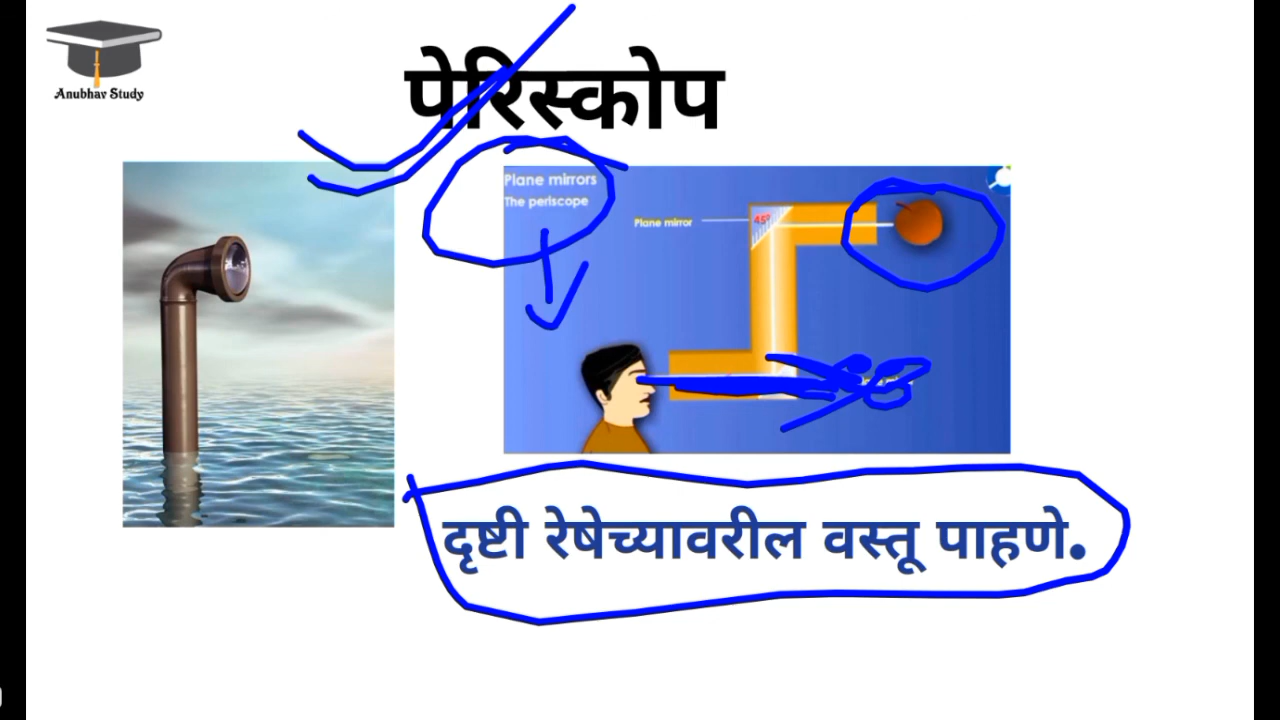 Anubhav Study
पेरिस्कोप
Plane mirrors
The periscope
Plane mirror
45°
दृष्टी रेषेच्यावरील वस्तू पाहणे.